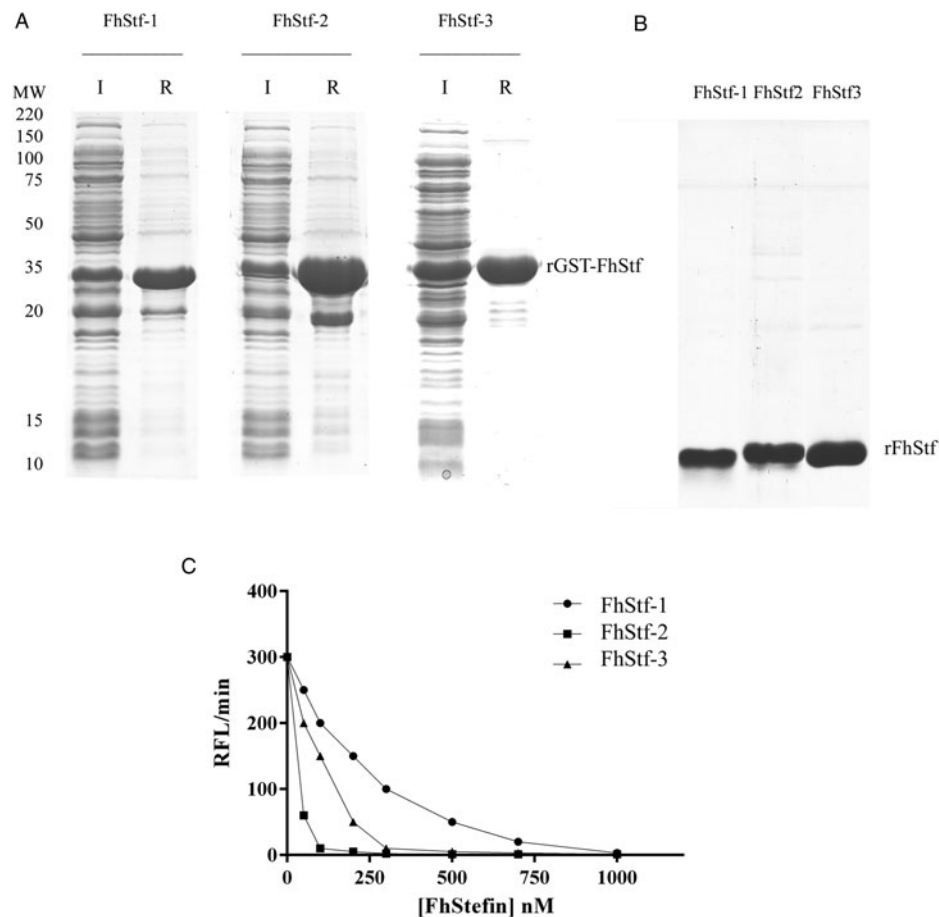 A
FhStf-1 FhStf-2 FhStf-3
I R I R I R
MW
220
150
100
75
50
35
20
15
10
rGST-FhStf
B
FhStf-1 FhStf2 FhStf3
rFhStf
C
400
300
200
100
0
RFL/min
0 250 500 750 1000
[FhStefin] nM
FhStf-1
FhStf-2
FhStf-3